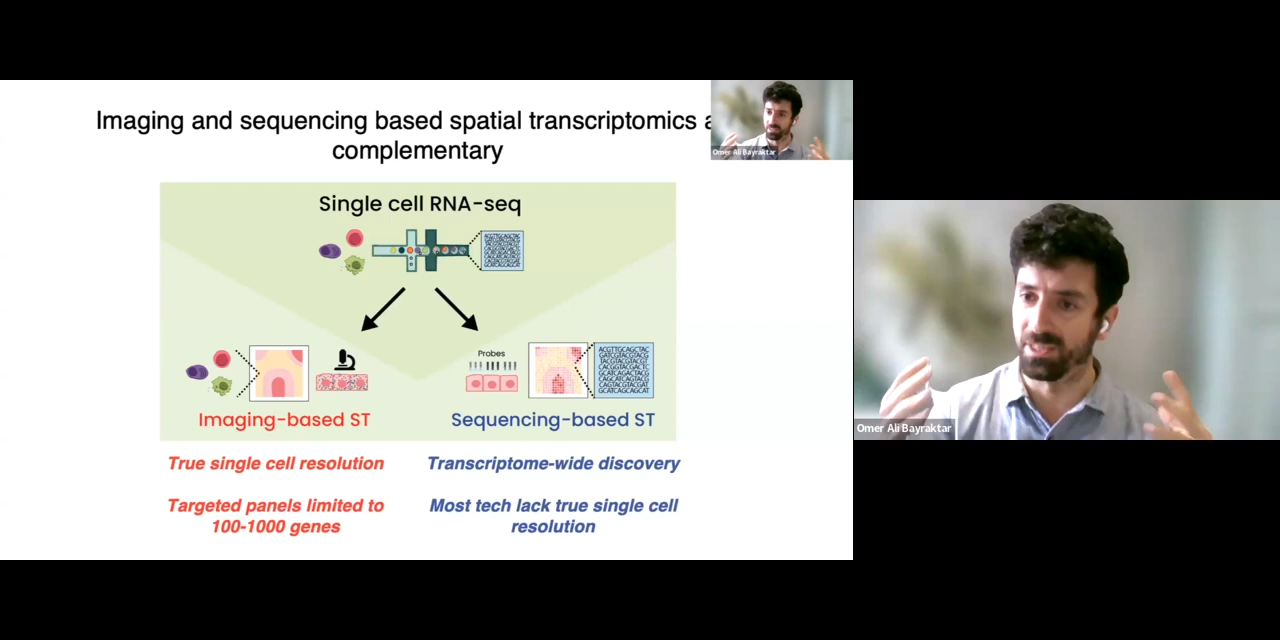 Imaging and sequencing based spatial transcriptomics
complementary
Omer Ali Bayraktar
Single cell RNA-seq
Probes
ACGTTGCAGCTAC
Imaging-based ST
Sequencing-based ST
True single cell resolution
Transcriptome-wide discovery
Targeted panels limited to
100-1000 genes
Most tech lack true single cell
resolution
Omer Ali Bayraktar